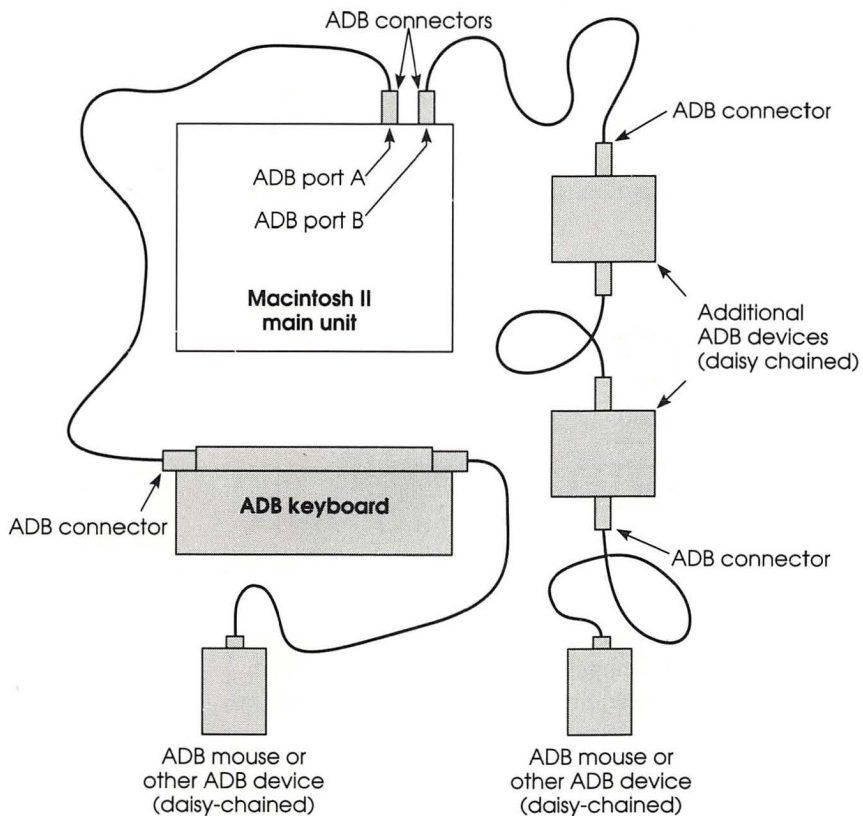 ADB connectors
ADB connector
ADB port A
ADB port B
Macintosh II
main unit
Additional
ADB devices
(daisy chained)
ADB keyboard
ADB connector
ADB connector
ADB mouse or
other ADB device
(daisy-chained)
ADB mouse or
other ADB device
(daisy-chained)